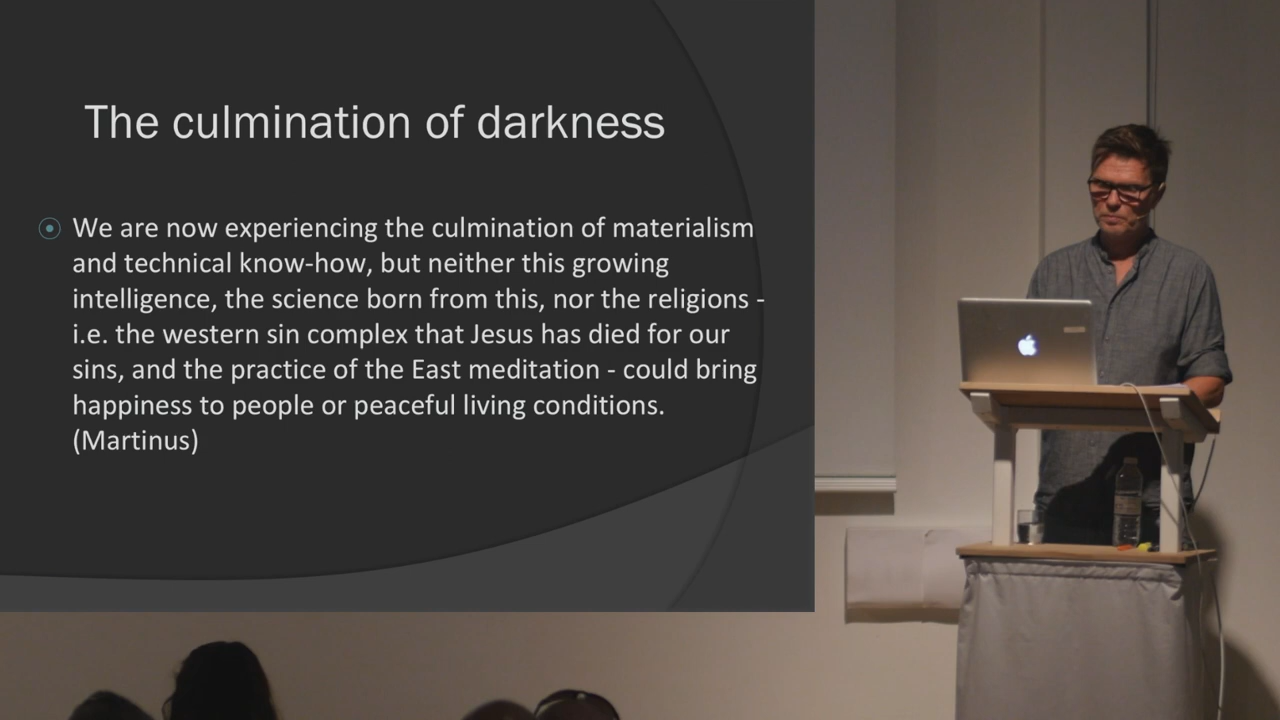 The culmination of darkness
We are now experiencing the culmination of materialism
and technical know-how, but neither this growing
intelligence, the science born from this, nor the religions -
i.e. the western sin complex that Jesus has died for our
sins, and the practice of the East meditation - could bring
happiness to people or peaceful living conditions.
(Martinus)